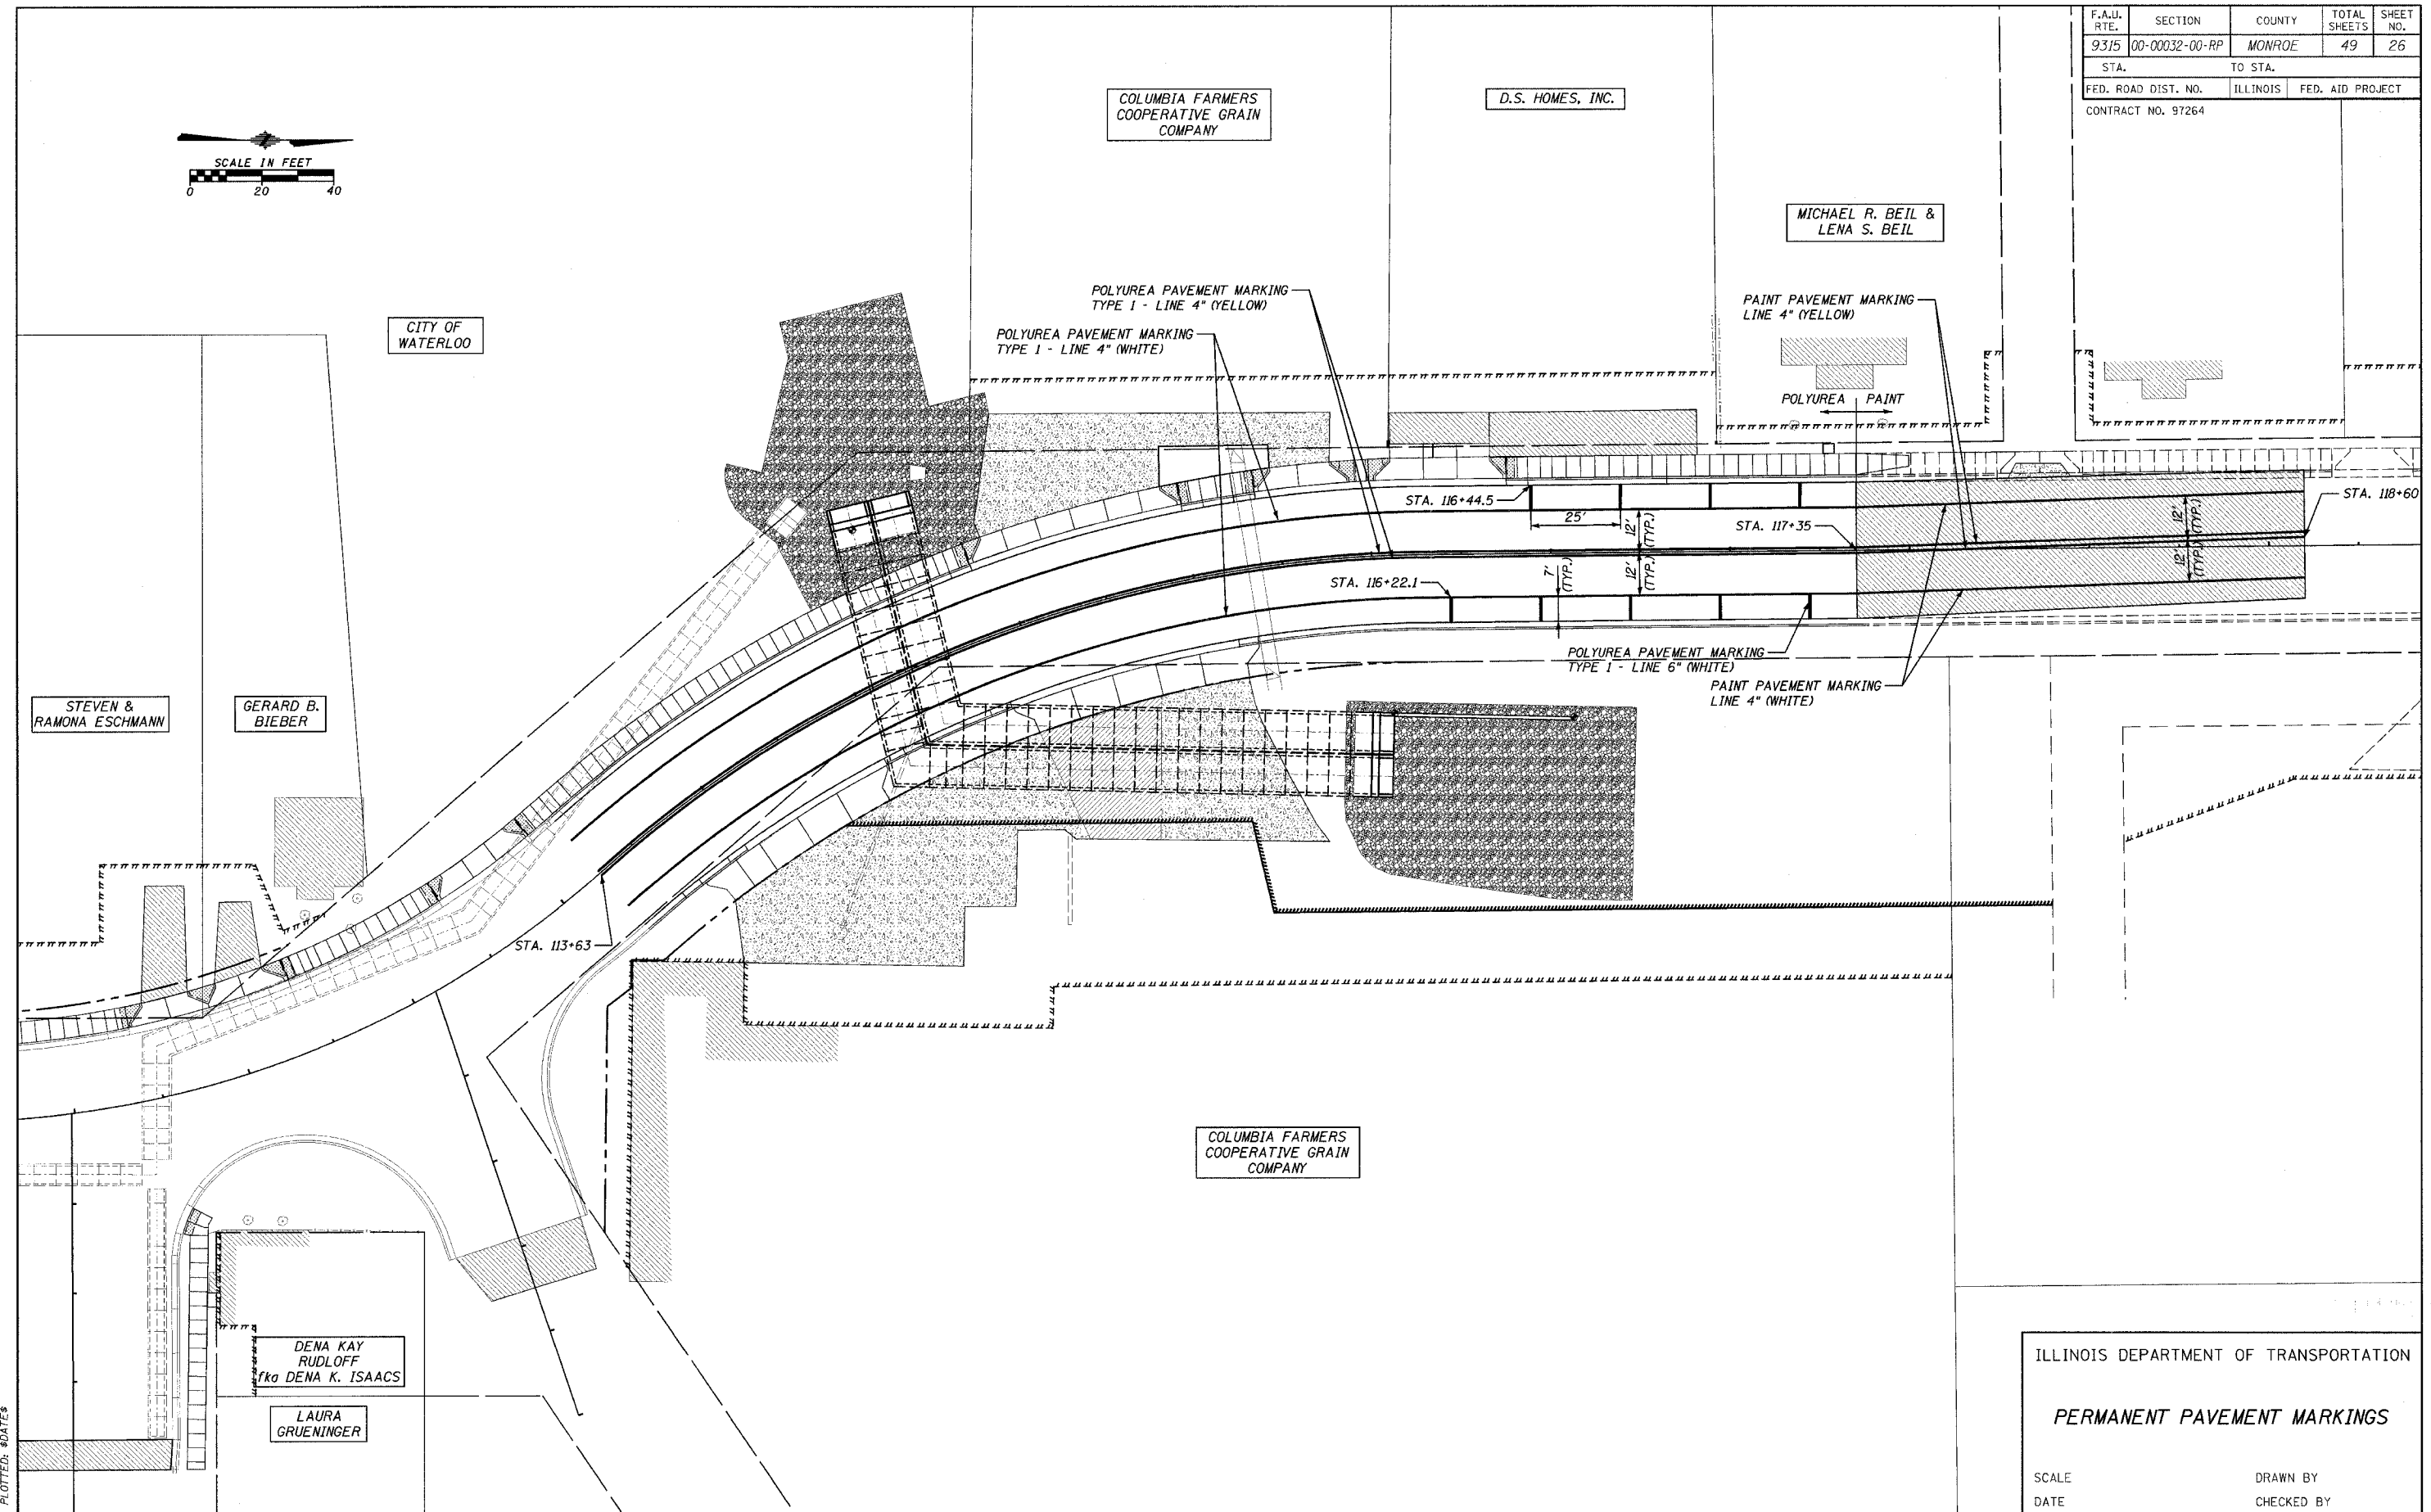 F.A.U. RTE. SECTION COUNTY TOTAL SHEETS SHEET NO.
9315 00-00032-00-RP MONROE 49 26
STA. TO STA.
FED. ROAD DIST. NO. ILLINOIS FED. AID PROJECT
CONTRACT NO. 97264
SCALE IN FEET
0 20 40
COLUMBIA FARMERS
COOPERATIVE GRAIN
COMPANY
D.S. HOMES, INC.
MICHAEL R. BEIL &
LENA S. BEIL
CITY OF
WATERLOO
POLYUREA PAVEMENT MARKING
TYPE 1 - LINE 4" (YELLOW)
POLYUREA PAVEMENT MARKING
TYPE 1 - LINE 4" (WHITE)
PAINT PAVEMENT MARKING
LINE 4" (YELLOW)
POLYUREA PAINT
STA. 116+44.5
25'
12'
(TYP.)
STA. 117+35
12'
(TYP.)
STA. 118+60
STA. 116+22.1
7'
(TYP.)
12'
(TYP.)
12'
(TYP.)
POLYUREA PAVEMENT MARKING
TYPE 1 - LINE 6" (WHITE)
PAINT PAVEMENT MARKING
LINE 4" (WHITE)
STEVEN &
RAMONA ESCHMANN
GERARD B.
BIEBER
STA. 113+63
COLUMBIA FARMERS
COOPERATIVE GRAIN
COMPANY
DENA KAY
RUDLOFF
fka DENA K. ISAACS
LAURA
GRUENINGER
PLOTTED: $DATE$
ILLINOIS DEPARTMENT OF TRANSPORTATION
PERMANENT PAVEMENT MARKINGS
SCALE DRAWN BY
DATE CHECKED BY